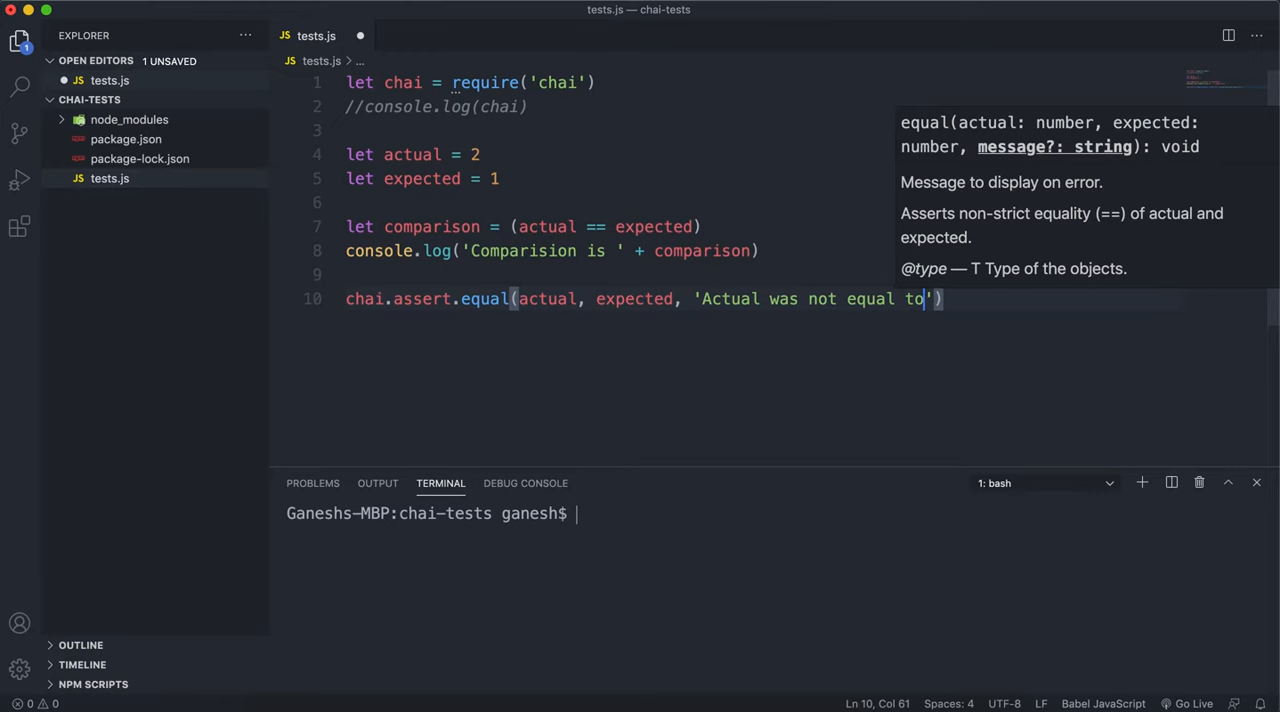 tests.js — chai-tests
EXPLORER
OPEN EDITORS 1 UNSAVED
JS tests.js
CHAI-TESTS
node_modules
package.json
package-lock.json
JS tests.js
OUTLINE
TIMELINE
NPM SCRIPTS
1
JS tests.js
JS tests.js > ...
1 let chai = require('chai')
2 //console.log(chai)
3
4 let actual = 2
5 let expected = 1
6
7 let comparison = (actual == expected)
8 console.log('Comparision is ' + comparison)
9
10 chai.assert.equal(actual, expected, 'Actual was not equal to')
equal(actual: number, expected:
number, message?: string): void
Message to display on error.
Asserts non-strict equality (==) of actual and
expected.
@type — T Type of the objects.
PROBLEMS OUTPUT TERMINAL DEBUG CONSOLE 1: bash
Ganeshs-MBP:chai-tests ganesh$
0 0 Ln 10, Col 61 Spaces: 4 UTF-8 LF Babel JavaScript Go Live